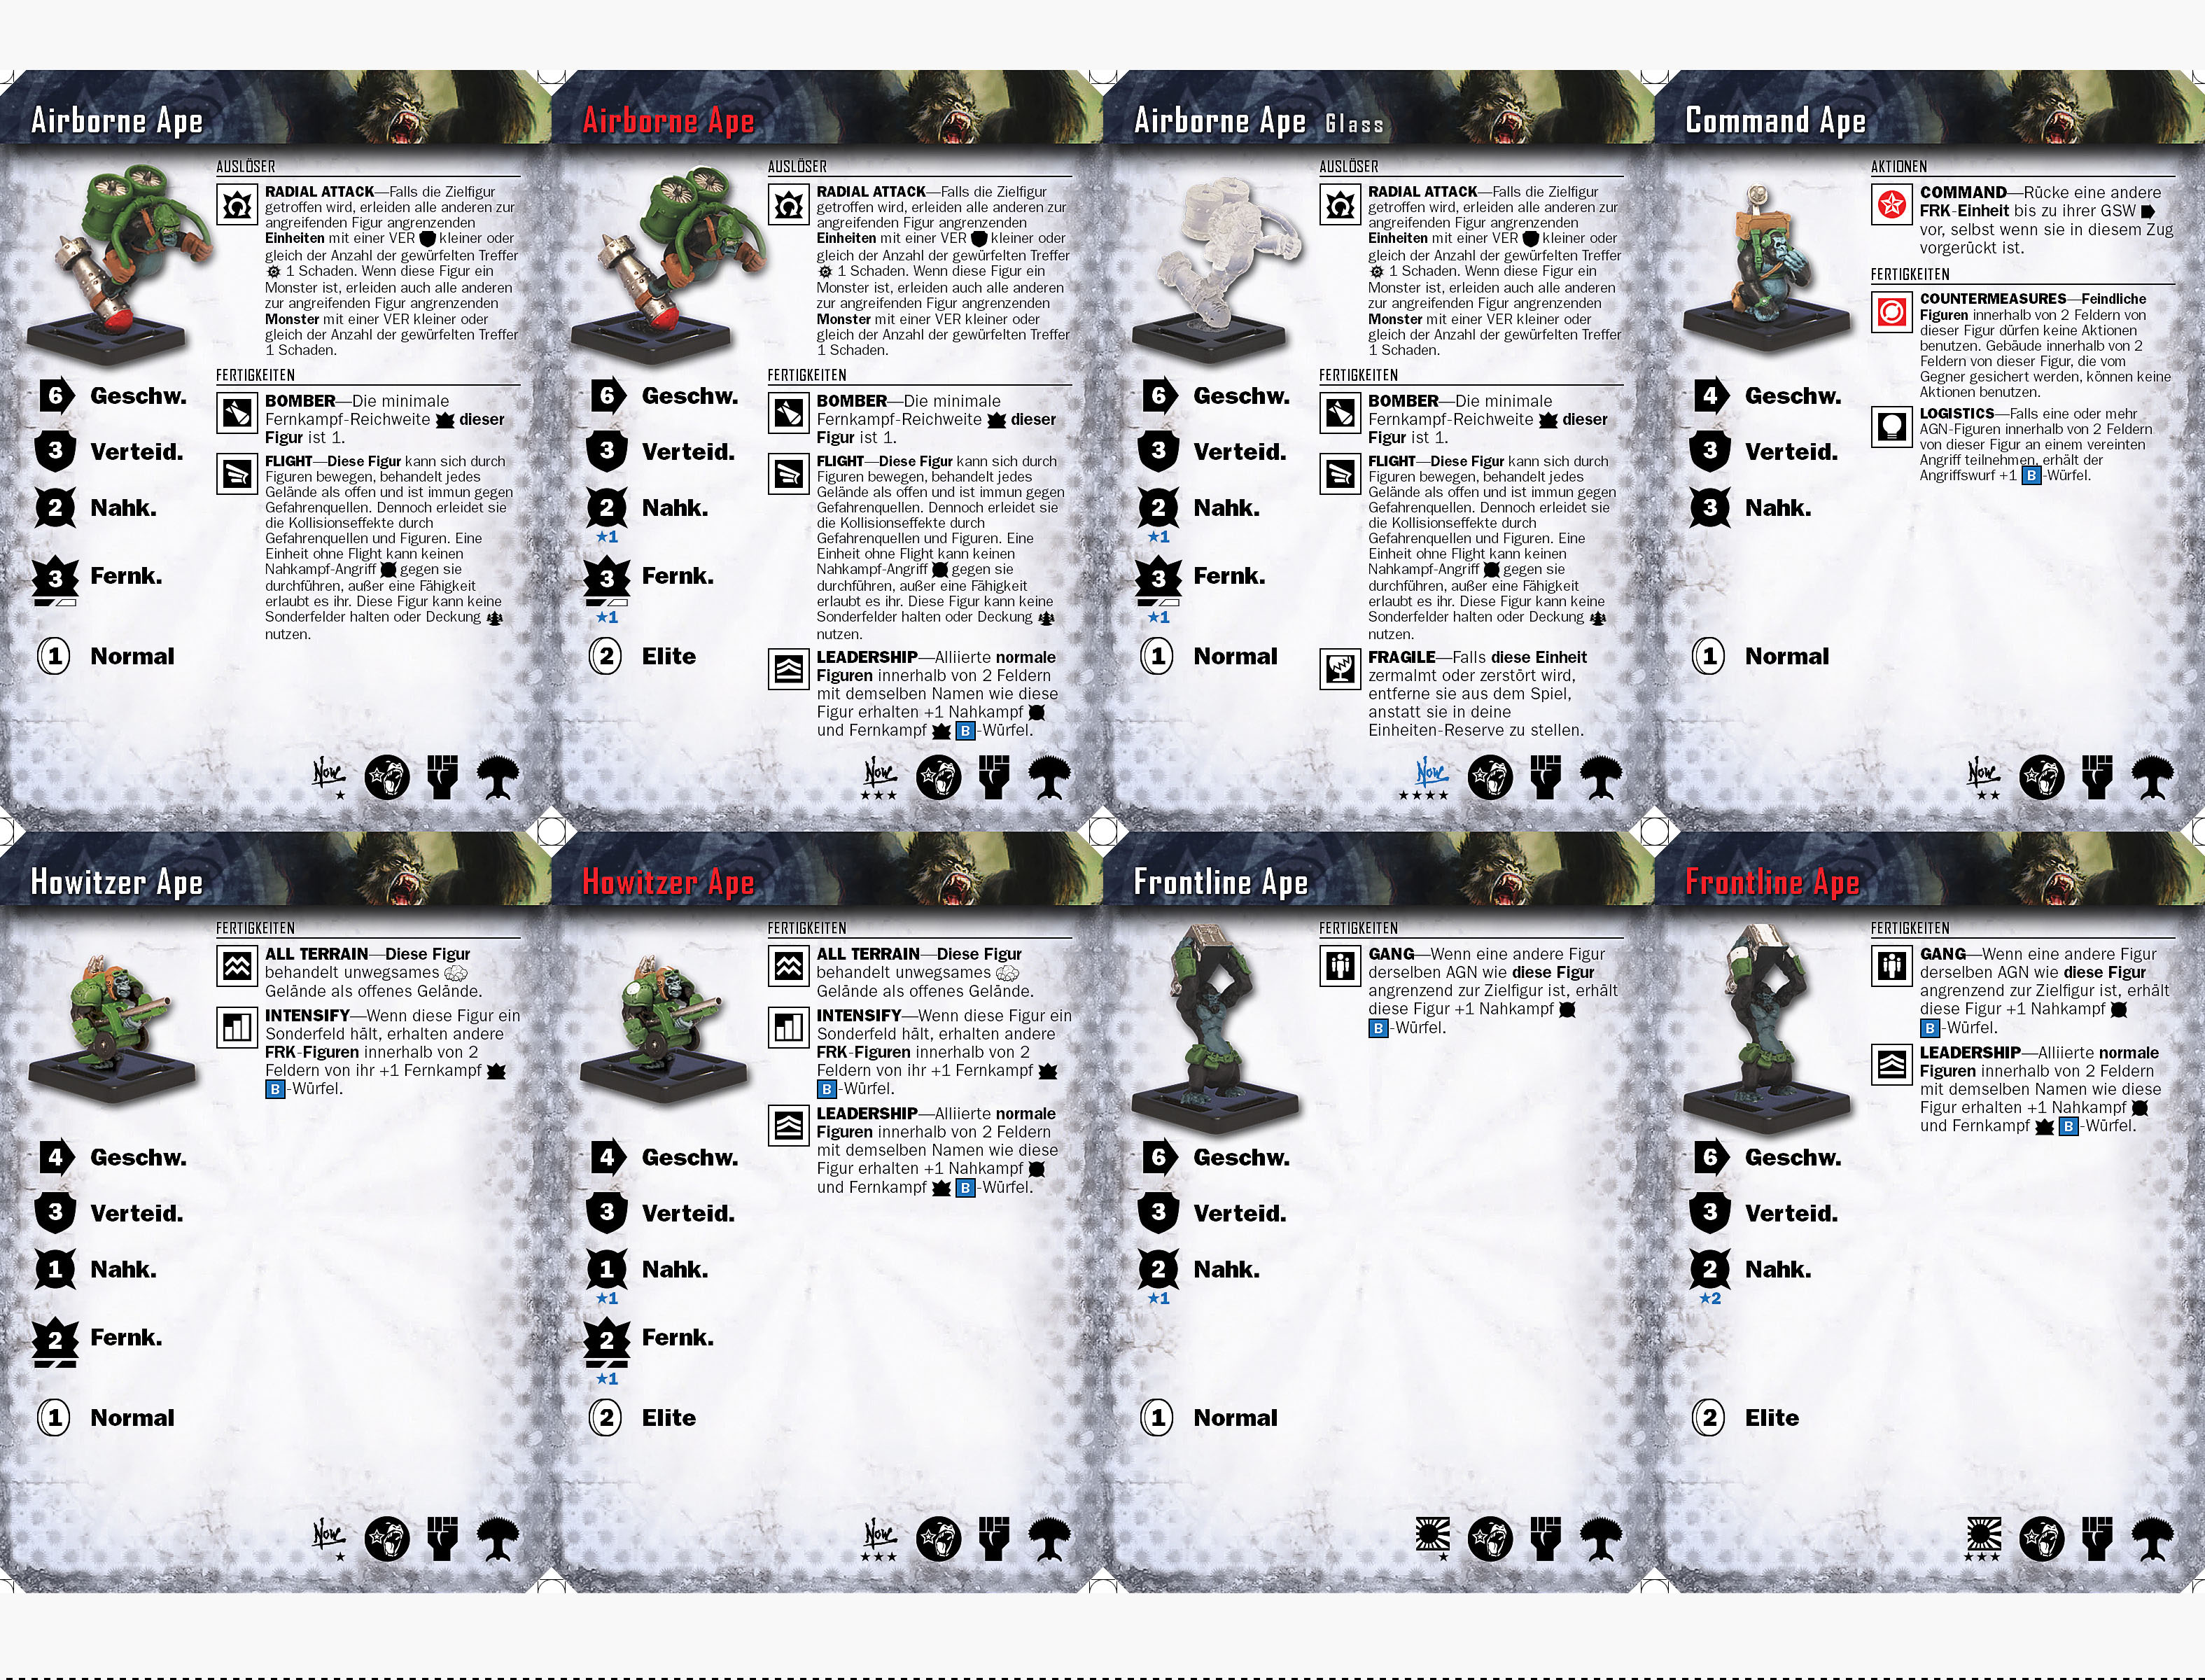 Airborne Ape
AUSLÖSER
RADIAL ATTACK—Falls die Zielfigur
getroffen wird, erleiden alle anderen zur
angreifenden Figur angrenzenden
Einheiten mit einer VER kleiner oder
gleich der Anzahl der gewürfelten Treffer
1 Schaden. Wenn diese Figur ein
Monster ist, erleiden auch alle anderen
zur angreifenden Figur angrenzenden
Monster mit einer VER kleiner oder
gleich der Anzahl der gewürfelten Treffer
1 Schaden.
FERTIGKEITEN
BOMBER—Die minimale
Fernkampf-Reichweite dieser
Figur ist 1.
FLIGHT—Diese Figur kann sich durch
Figuren bewegen, behandelt jedes
Gelände als offen und ist immun gegen
Gefahrenquellen. Dennoch erleidet sie
die Kollisionseffekte durch
Gefahrenquellen und Figuren. Eine
Einheit ohne Flight kann keinen
Nahkampf-Angriff gegen sie
durchführen, außer eine Fähigkeit
erlaubt es ihr. Diese Figur kann keine
Sonderfelder halten oder Deckung
nutzen.
6 Geschw.
3 Verteid.
2 Nahk.
3 Fernk.
1 Normal
Now
★
Airborne Ape
AUSLÖSER
RADIAL ATTACK—Falls die Zielfigur
getroffen wird, erleiden alle anderen zur
angreifenden Figur angrenzenden
Einheiten mit einer VER kleiner oder
gleich der Anzahl der gewürfelten Treffer
1 Schaden. Wenn diese Figur ein
Monster ist, erleiden auch alle anderen
zur angreifenden Figur angrenzenden
Monster mit einer VER kleiner oder
gleich der Anzahl der gewürfelten Treffer
1 Schaden.
FERTIGKEITEN
BOMBER—Die minimale
Fernkampf-Reichweite dieser
Figur ist 1.
FLIGHT—Diese Figur kann sich durch
Figuren bewegen, behandelt jedes
Gelände als offen und ist immun gegen
Gefahrenquellen. Dennoch erleidet sie
die Kollisionseffekte durch
Gefahrenquellen und Figuren. Eine
Einheit ohne Flight kann keinen
Nahkampf-Angriff gegen sie
durchführen, außer eine Fähigkeit
erlaubt es ihr. Diese Figur kann keine
Sonderfelder halten oder Deckung
nutzen.
LEADERSHIP—Alliierte normale
Figuren innerhalb von 2 Feldern
mit demselben Namen wie diese
Figur erhalten +1 Nahkampf
und Fernkampf B-Würfel.
6 Geschw.
3 Verteid.
2 Nahk.
★1
3 Fernk.
★1
2 Elite
Now
★★★
Airborne Ape Glass
AUSLÖSER
RADIAL ATTACK—Falls die Zielfigur
getroffen wird, erleiden alle anderen zur
angreifenden Figur angrenzenden
Einheiten mit einer VER kleiner oder
gleich der Anzahl der gewürfelten Treffer
1 Schaden. Wenn diese Figur ein
Monster ist, erleiden auch alle anderen
zur angreifenden Figur angrenzenden
Monster mit einer VER kleiner oder
gleich der Anzahl der gewürfelten Treffer
1 Schaden.
FERTIGKEITEN
BOMBER—Die minimale
Fernkampf-Reichweite dieser
Figur ist 1.
FLIGHT—Diese Figur kann sich durch
Figuren bewegen, behandelt jedes
Gelände als offen und ist immun gegen
Gefahrenquellen. Dennoch erleidet sie
die Kollisionseffekte durch
Gefahrenquellen und Figuren. Eine
Einheit ohne Flight kann keinen
Nahkampf-Angriff gegen sie
durchführen, außer eine Fähigkeit
erlaubt es ihr. Diese Figur kann keine
Sonderfelder halten oder Deckung
nutzen.
FRAGILE—Falls diese Einheit
zermalmt oder zerstört wird,
entferne sie aus dem Spiel,
anstatt sie in deine
Einheiten-Reserve zu stellen.
6 Geschw.
3 Verteid.
2 Nahk.
★1
3 Fernk.
★1
1 Normal
Now
★★★★
Command Ape
AKTIONEN
COMMAND—Rücke eine andere
FRK-Einheit bis zu ihrer GSW
vor, selbst wenn sie in diesem Zug
vorgerückt ist.
FERTIGKEITEN
COUNTERMEASURES—Feindliche
Figuren innerhalb von 2 Feldern von
dieser Figur dürfen keine Aktionen
benutzen. Gebäude innerhalb von 2
Feldern von dieser Figur, die vom
Gegner gesichert werden, können keine
Aktionen benutzen.
LOGISTICS—Falls eine oder mehr
AGN-Figuren innerhalb von 2 Feldern
von dieser Figur an einem vereinten
Angriff teilnehmen, erhält der
Angriffswurf +1 B-Würfel.
4 Geschw.
3 Verteid.
3 Nahk.
1 Normal
Now
★★
Howitzer Ape
FERTIGKEITEN
ALL TERRAIN—Diese Figur
behandelt unwegsames
Gelände als offenes Gelände.
INTENSIFY—Wenn diese Figur ein
Sonderfeld hält, erhalten andere
FRK-Figuren innerhalb von 2
Feldern von ihr +1 Fernkampf
B-Würfel.
4 Geschw.
3 Verteid.
1 Nahk.
2 Fernk.
1 Normal
Now
★
Howitzer Ape
FERTIGKEITEN
ALL TERRAIN—Diese Figur
behandelt unwegsames
Gelände als offenes Gelände.
INTENSIFY—Wenn diese Figur ein
Sonderfeld hält, erhalten andere
FRK-Figuren innerhalb von 2
Feldern von ihr +1 Fernkampf
B-Würfel.
LEADERSHIP—Alliierte normale
Figuren innerhalb von 2 Feldern
mit demselben Namen wie diese
Figur erhalten +1 Nahkampf
und Fernkampf B-Würfel.
4 Geschw.
3 Verteid.
1 Nahk.
★1
2 Fernk.
★1
2 Elite
Now
★★★
Frontline Ape
FERTIGKEITEN
GANG—Wenn eine andere Figur
derselben AGN wie diese Figur
angrenzend zur Zielfigur ist, erhält
diese Figur +1 Nahkampf
B-Würfel.
6 Geschw.
3 Verteid.
2 Nahk.
★1
1 Normal
★
Frontline Ape
FERTIGKEITEN
GANG—Wenn eine andere Figur
derselben AGN wie diese Figur
angrenzend zur Zielfigur ist, erhält
diese Figur +1 Nahkampf
B-Würfel.
LEADERSHIP—Alliierte normale
Figuren innerhalb von 2 Feldern
mit demselben Namen wie diese
Figur erhalten +1 Nahkampf
und Fernkampf B-Würfel.
6 Geschw.
3 Verteid.
2 Nahk.
★2
2 Elite
★★★